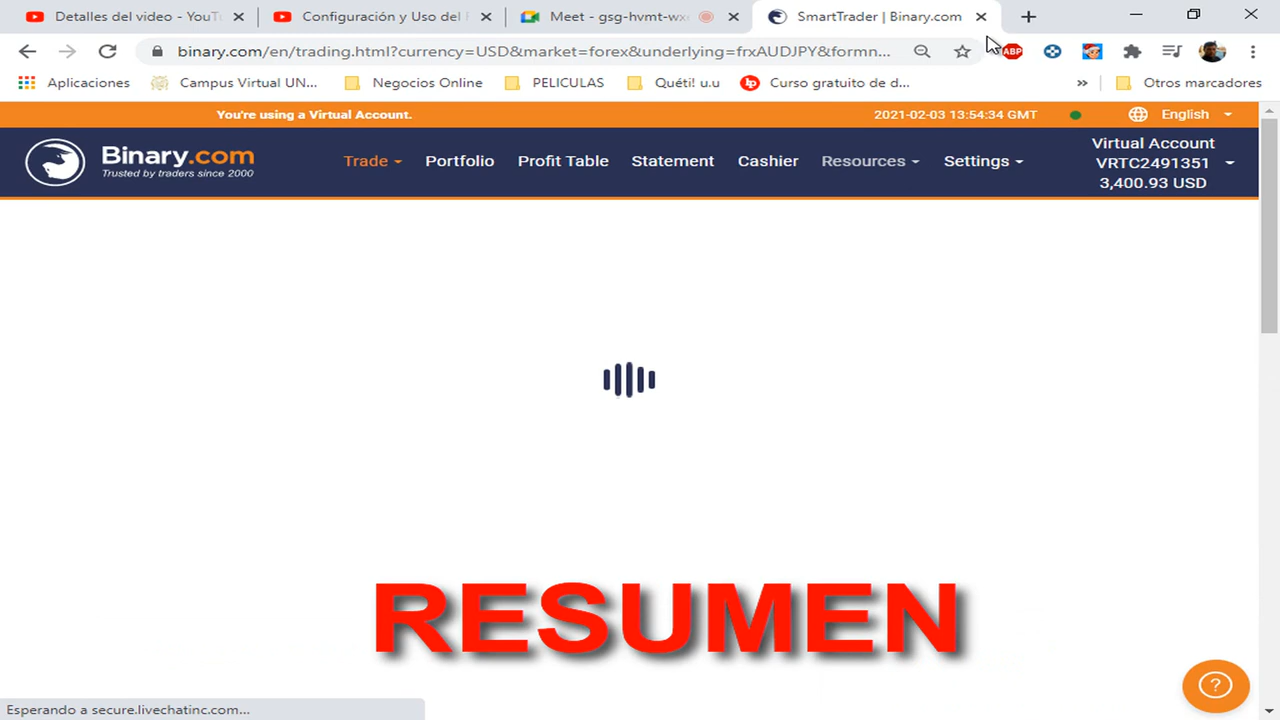 Detalles del video - YouTu
Configuración y Uso del I
Meet - gsg-hvmt-wxe
SmartTrader | Binary.com
binary.com/en/trading.html?currency=USD&market=forex&underlying=frxAUDJPY&formn...
ABP
Aplicaciones
Campus Virtual UN...
Negocios Online
PELICULAS
Quéti! u.u
Curso gratuito de d...
»
Otros marcadores
You're using a Virtual Account.
2021-02-03 13:54:34 GMT
English
Binary.com
Trusted by traders since 2000
Trade
Portfolio
Profit Table
Statement
Cashier
Resources
Settings
Virtual Account
VRTC2491351
3,400.93 USD
RESUMEN
?
Esperando a secure.livechatinc.com...